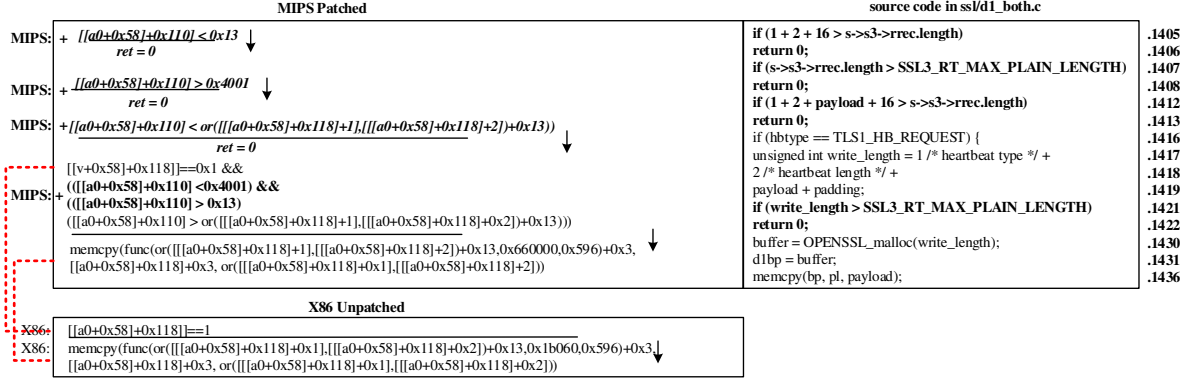 MIPS Patched
MIPS: + [[a0+0x58]+0x110] < 0x13
ret = 0
MIPS: + [[a0+0x58]+0x110] > 0x4001
ret = 0
MIPS: +[[a0+0x58]+0x110] < or([[[a0+0x58]+0x118]+1],[[[a0+0x58]+0x118]+2])+0x13))
ret = 0
[[v+0x58]+0x118]]==0x1 &&
MIPS: + (([[a0+0x58]+0x110] <0x4001) &&
([[a0+0x58]+0x110] > 0x13)
([[a0+0x58]+0x110] > or([[[a0+0x58]+0x118]+1],[[[a0+0x58]+0x118]+0x2])+0x13)))
memcpy(func(or([[[a0+0x58]+0x118]+1],[[[a0+0x58]+0x118]+2])+0x13,0x660000,0x596)+0x3,
[[a0+0x58]+0x118]+0x3, or([[[a0+0x58]+0x118]+0x1],[[[a0+0x58]+0x118]+2]))
source code in ssl/d1_both.c
if (1 + 2 + 16 > s->s3->rrec.length) .1405
return 0; .1406
if (s->s3->rrec.length > SSL3_RT_MAX_PLAIN_LENGTH) .1407
return 0; .1408
if (1 + 2 + payload + 16 > s->s3->rrec.length) .1412
return 0; .1413
if (hbtype == TLS1_HB_REQUEST) { .1416
unsigned int write_length = 1 /* heartbeat type */ + .1417
2 /* heartbeat length */ + .1418
payload + padding; .1419
if (write_length > SSL3_RT_MAX_PLAIN_LENGTH) .1421
return 0; .1422
buffer = OPENSSL_malloc(write_length); .1430
d1bp = buffer; .1431
memcpy(bp, pl, payload); .1436
X86 Unpatched
X86: [[a0+0x58]+0x118]]==1
X86: memcpy(func(or([[[a0+0x58]+0x118]+0x1],[[[a0+0x58]+0x118]+0x2])+0x13,0x1b060,0x596)+0x3,
[[a0+0x58]+0x118]+0x3, or([[[a0+0x58]+0x118]+0x1],[[[a0+0x58]+0x118]+0x2]))